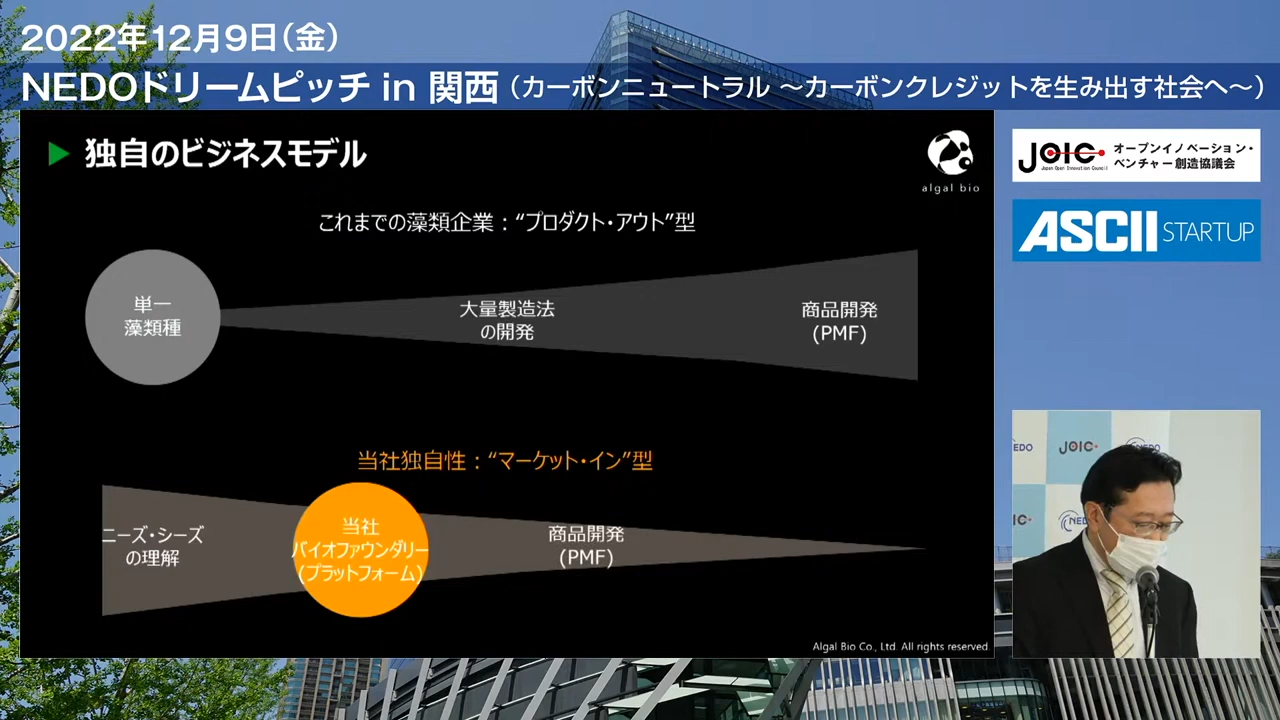 2022年12月9日（金）
NEDOドリームピッチ in 関西（カーボンニュートラル ～カーボンクレジットを生み出す社会へ～）
▶ 独自のビジネスモデル
algal bio
これまでの藻類企業：“プロダクト・アウト”型
単一
藻類種
大量製造法
の開発
商品開発
(PMF)
当社独自性：“マーケット・イン”型
ニーズ・シーズ
の理解
当社
バイオファウンダリー
(プラットフォーム)
商品開発
(PMF)
Algal Bio Co., Ltd. All rights reserved.
JOIC
Japan Open Innovation Council
オープンイノベーション・
ベンチャー創造協議会
ASCII STARTUP
NEDO
JOIC
NEDO
IC
NED